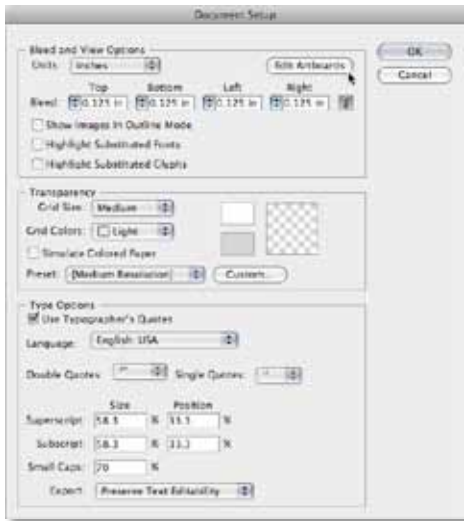 Document Setup
Bleed and View Options
Units: Inches
Edit Artboards
OK
Cancel
Top Bottom Left Right
Bleed: 0.125 in 0.125 in 0.125 in 0.125 in
Show Images In Outline Mode
Highlight Substituted Fonts
Highlight Substituted Glyphs
Transparency
Grid Size: Medium
Grid Colors: Light
Simulate Colored Paper
Preset: [Medium Resolution] Custom...
Type Options
Use Typographer's Quotes
Language: English: USA
Double Quotes: Single Quotes:
Size Position
Superscript: 58.3 % 33.3 %
Subscript: 58.3 % 33.3 %
Small Caps: 70 %
Export: Preserve Text Editability